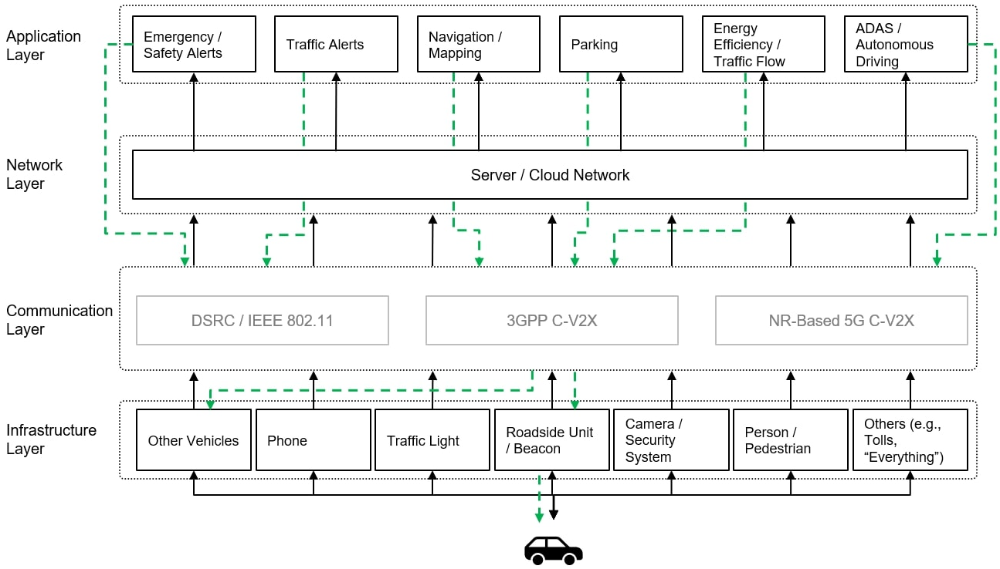 Application
Layer
Emergency /
Safety Alerts
Traffic Alerts
Navigation /
Mapping
Parking
Energy
Efficiency /
Traffic Flow
ADAS /
Autonomous
Driving
Network
Layer
Server / Cloud Network
Communication
Layer
DSRC / IEEE 802.11
3GPP C-V2X
NR-Based 5G C-V2X
Infrastructure
Layer
Other Vehicles
Phone
Traffic Light
Roadside Unit
/ Beacon
Camera /
Security
System
Person /
Pedestrian
Others (e.g.,
Tolls,
“Everything”)